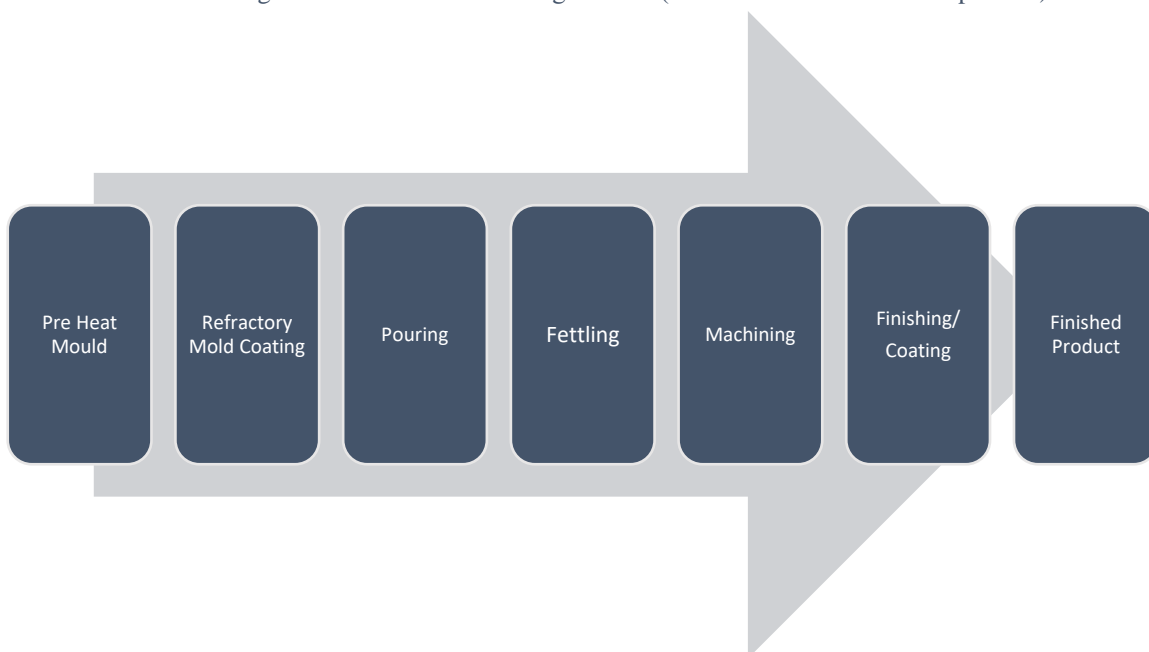 Pre Heat
Mould
Refractory
Mold Coating
Pouring
Fettling
Machining
Finishing/
Coating
Finished
Product